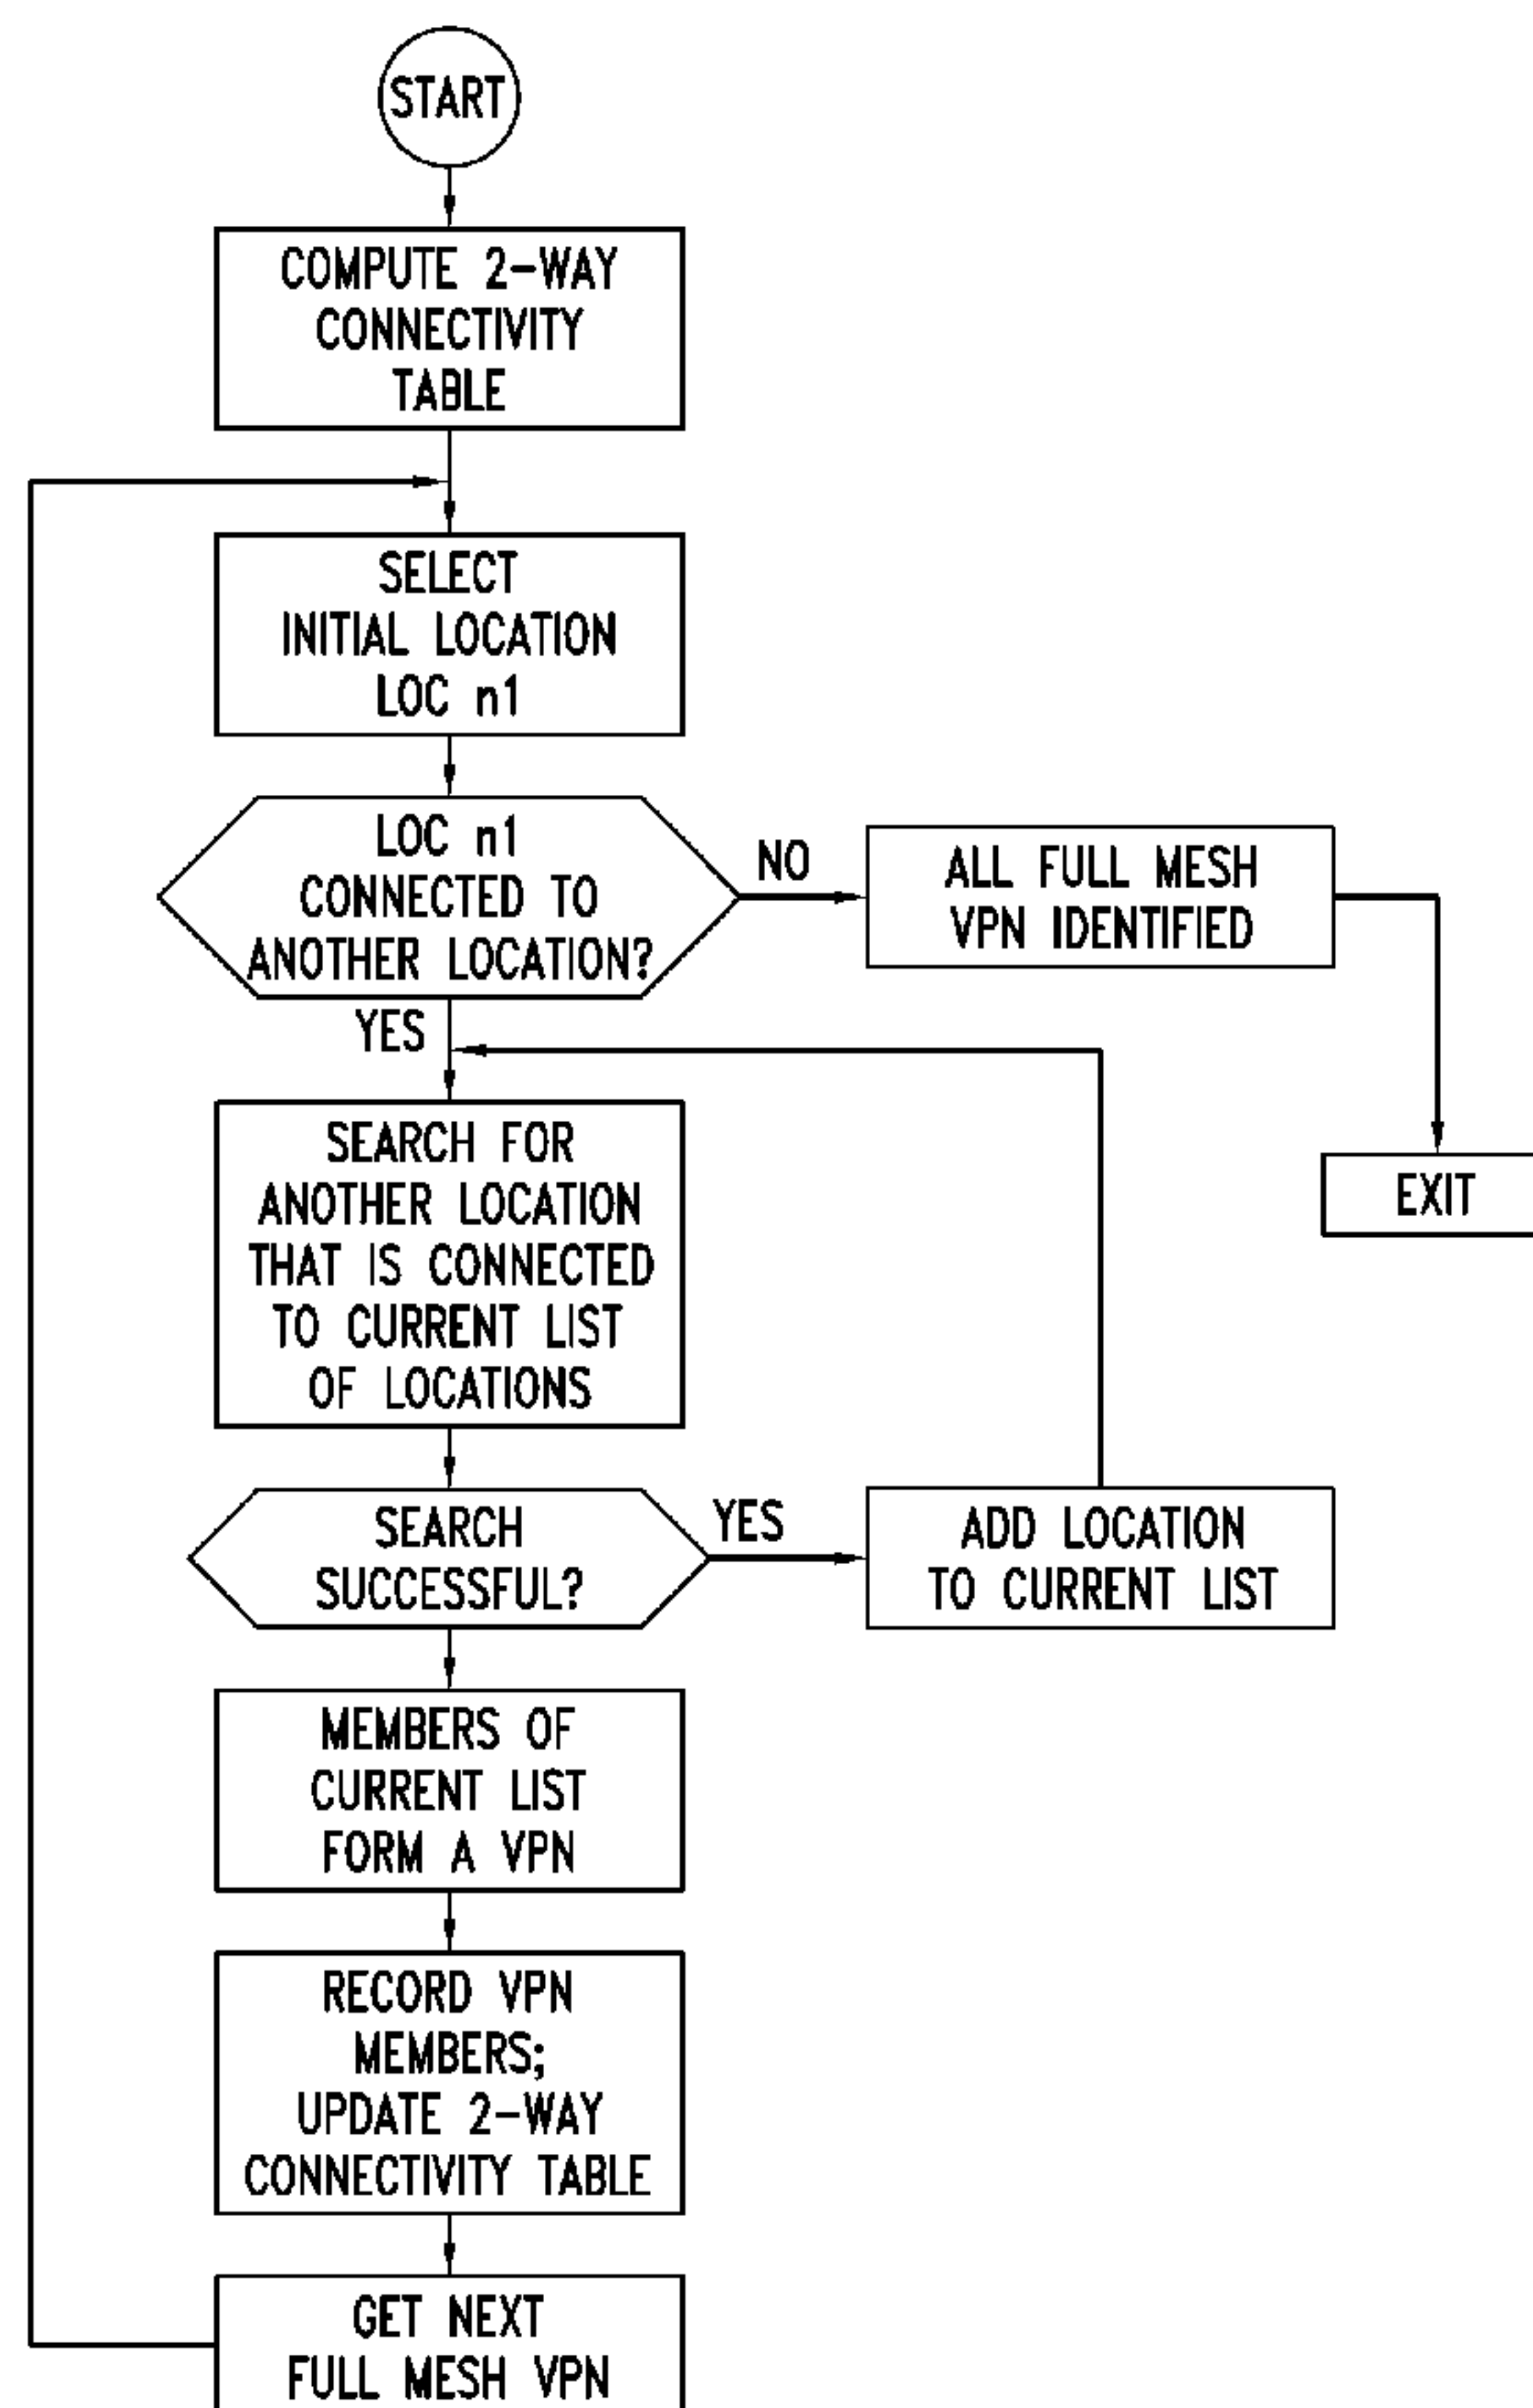 START
COMPUTE 2-WAY
CONNECTIVITY
TABLE
SELECT
INITIAL LOCATION
LOC n1
LOC n1
CONNECTED TO
ANOTHER LOCATION?
NO
ALL FULL MESH
VPN IDENTIFIED
YES
SEARCH FOR
ANOTHER LOCATION
THAT IS CONNECTED
TO CURRENT LIST
OF LOCATIONS
EXIT
SEARCH
SUCCESSFUL?
YES
ADD LOCATION
TO CURRENT LIST
MEMBERS OF
CURRENT LIST
FORM A VPN
RECORD VPN
MEMBERS;
UPDATE 2-WAY
CONNECTIVITY TABLE
GET NEXT
FULL MESH VPN